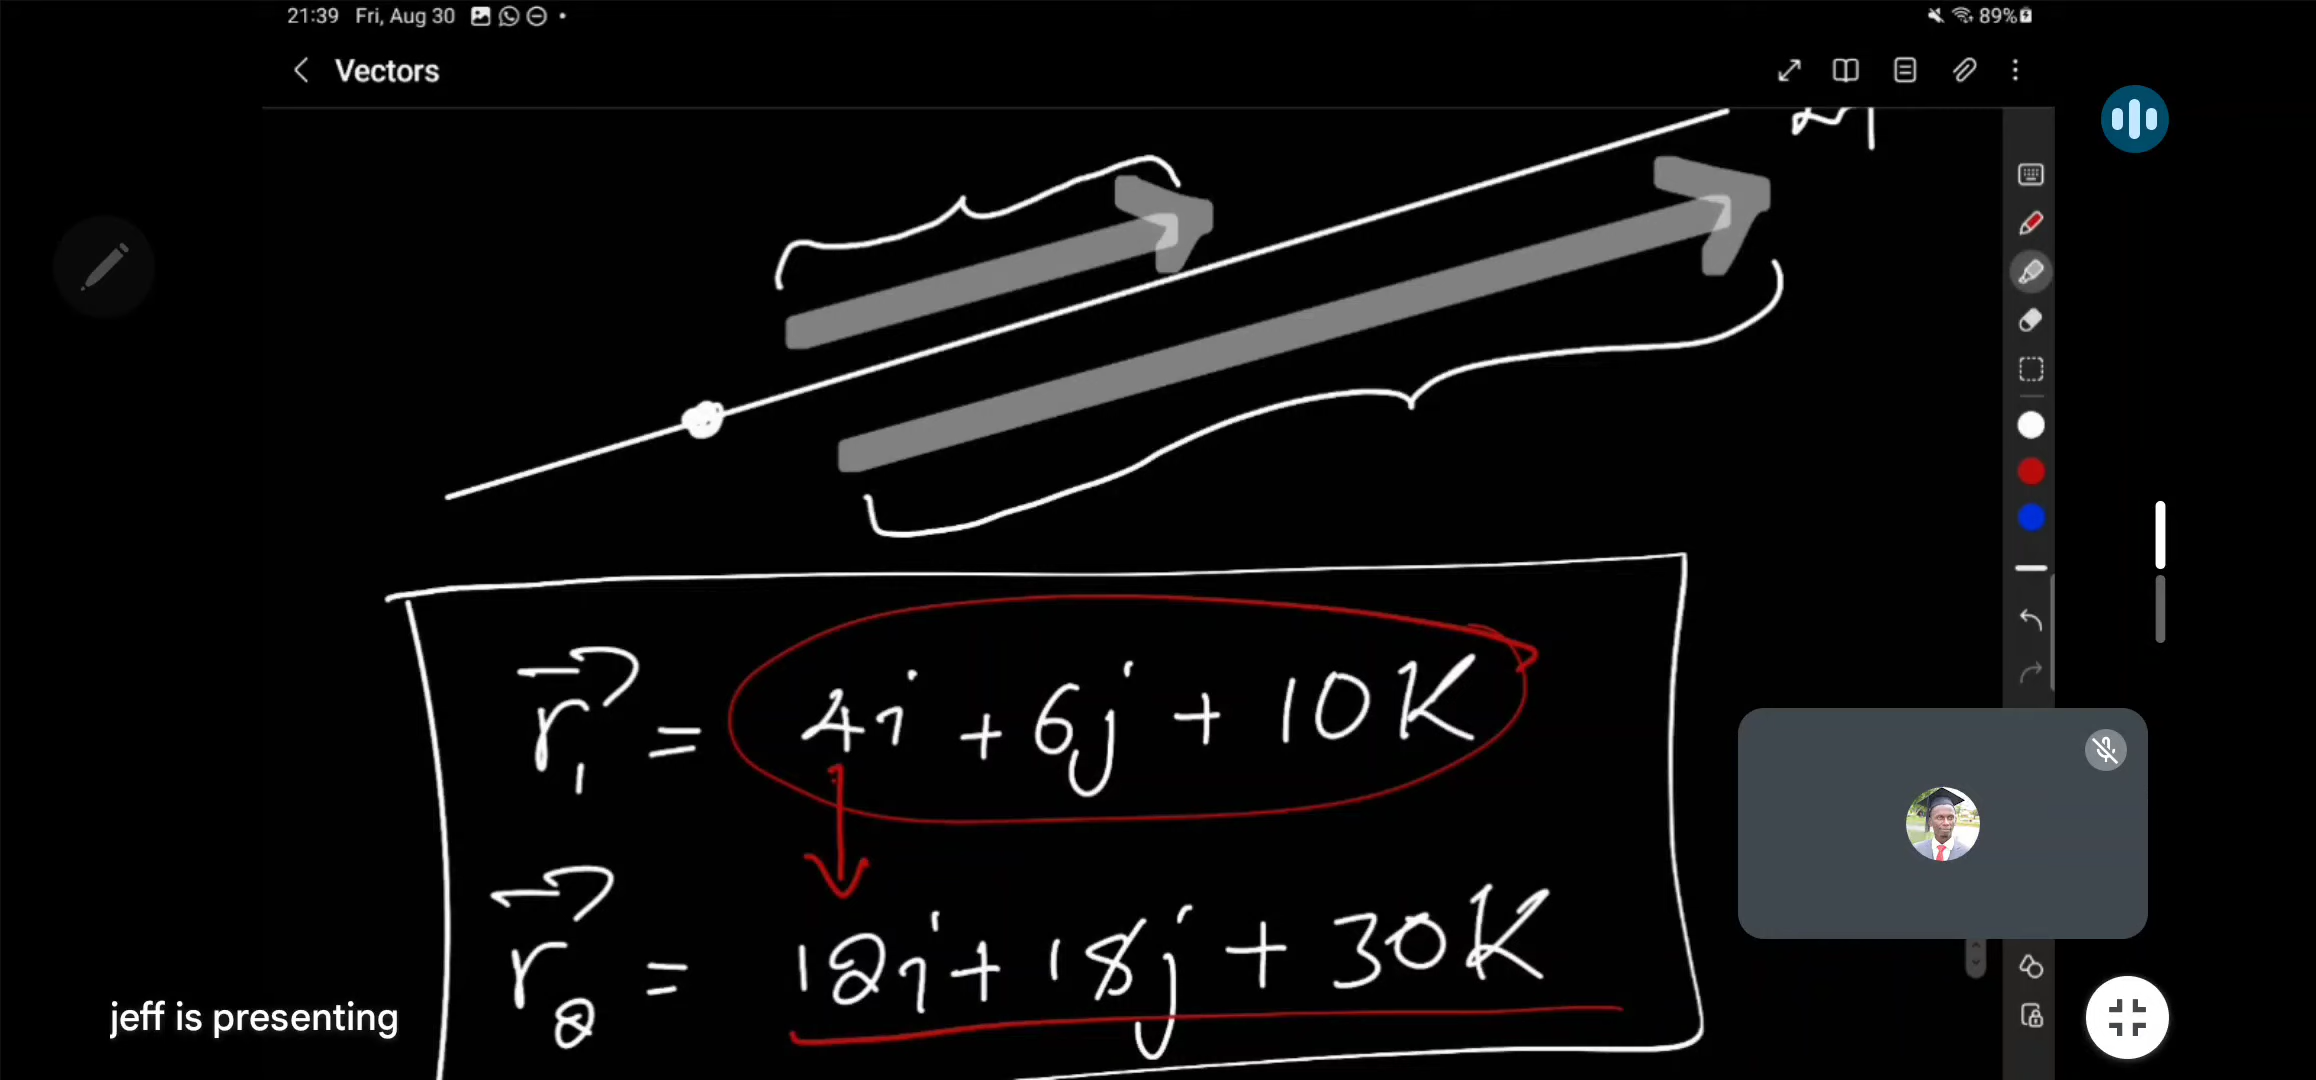 21:39 Fri, Aug 30
89%
Vectors
r₁ = 4i + 6j + 10K
r₂ = 12i + 18j + 30K
jeff is presenting